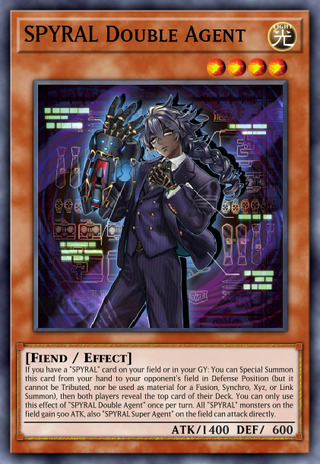 SPYRAL Double Agent
LIGHT
光
[Fiend / Effect]
If you have a "SPYRAL" card on your field or in your GY: You can Special Summon
this card from your hand to your opponent's field in Defense Position (but it
cannot be Tributed, nor be used as material for a Fusion, Synchro, Xyz, or Link
Summon), then both players reveal the top card of their Deck. You can only use
this effect of "SPYRAL Double Agent" once per turn. All "SPYRAL" monsters on the
field gain 500 ATK, also "SPYRAL Super Agent" on the field can attack directly.
ATK/1400 DEF/ 600